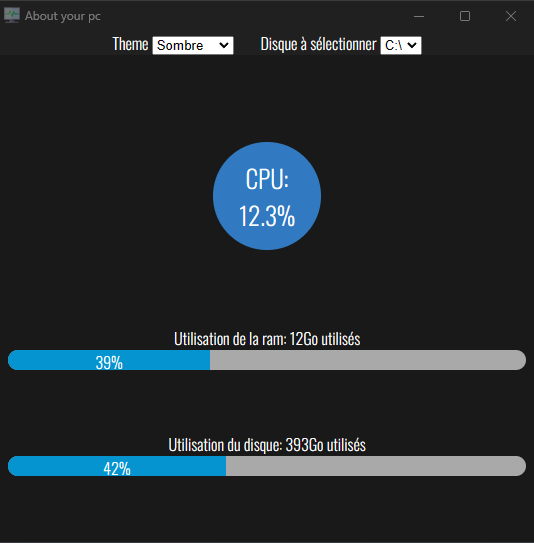 About your pc
Theme Sombre Disque à sélectionner C:\
CPU:
12.3%
Utilisation de la ram: 12Go utilisés
39%
Utilisation du disque: 393Go utilisés
42%